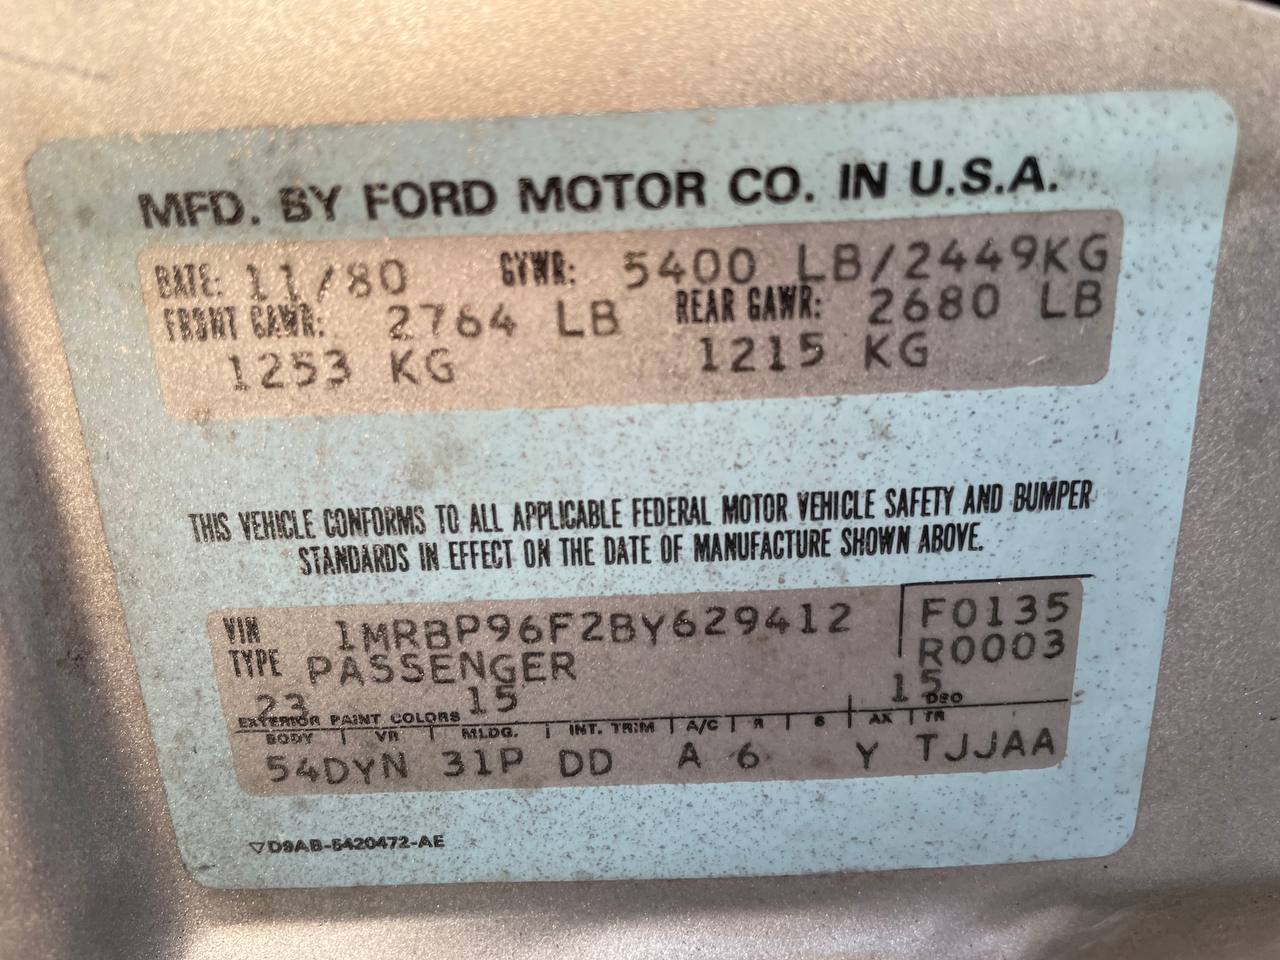 MFD. BY FORD MOTOR CO. IN U.S.A.
DATE: 11/80 GVWR: 5400 LB/2449KG
FRONT GAWR: 2764 LB REAR GAWR: 2680 LB
1253 KG 1215 KG
THIS VEHICLE CONFORMS TO ALL APPLICABLE FEDERAL MOTOR VEHICLE SAFETY AND BUMPER
STANDARDS IN EFFECT ON THE DATE OF MANUFACTURE SHOWN ABOVE.
VIN 1MRBP96F2BY629412 F0135
TYPE PASSENGER R0003
23 15 15
EXTERIOR PAINT COLORS DSO
BODY VR MLDG. INT. TRIM A/C R S AX TR
54DYN 31P DD A 6 Y TJJAA
▽D9AB-5420472-AE